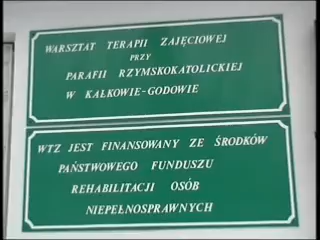 WARSZTAT TERAPII ZAJĘCIOWEJ
PRZY
PARAFII RZYMSKOKATOLICKIEJ
W KAŁKOWIE-GODOWIE
WTZ JEST FINANSOWANY ZE ŚRODKÓW
PAŃSTWOWEGO FUNDUSZU
REHABILITACJI OSÓB
NIEPEŁNOSPRAWNYCH